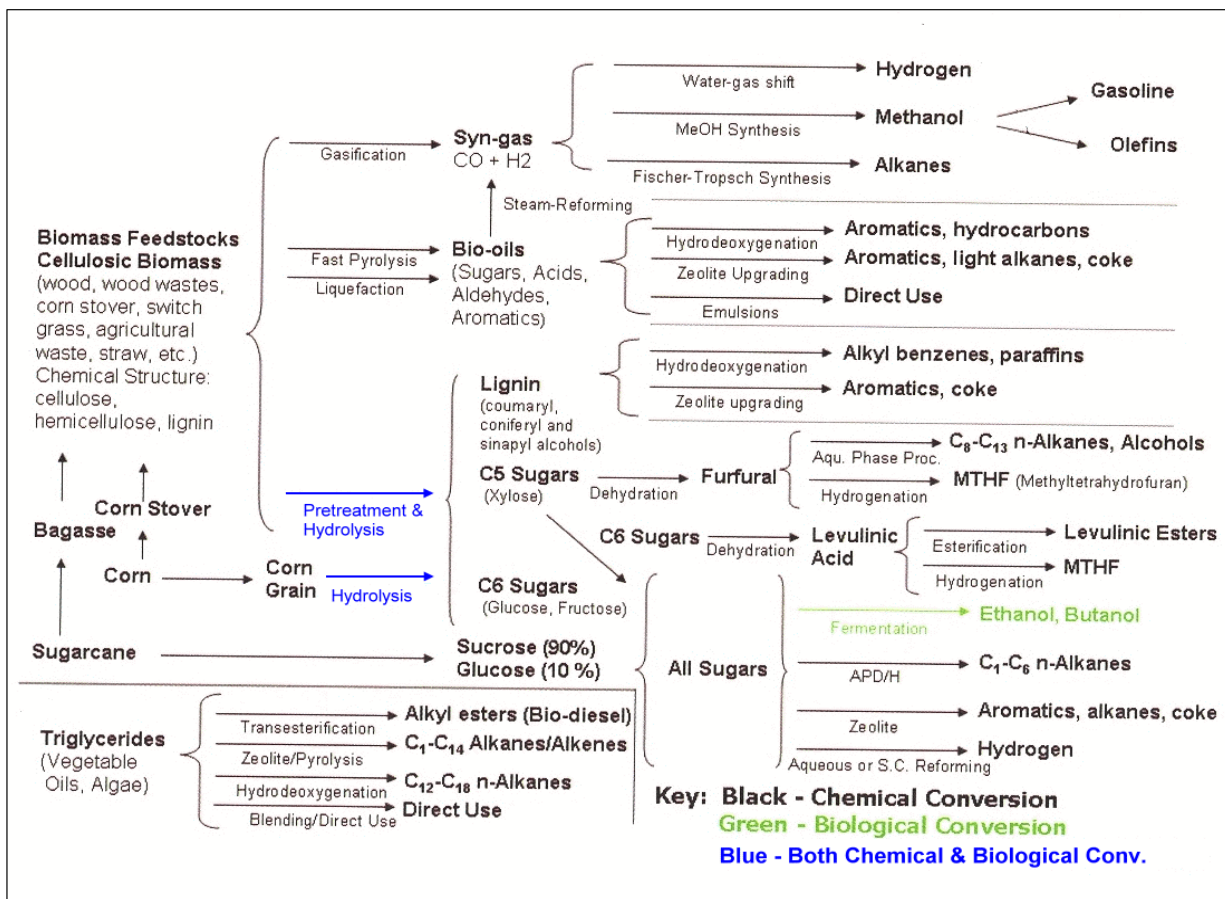 Water-gas shift
Hydrogen
MeOH Synthesis
Methanol
Gasoline
Olefins
Gasification
Syn-gas
CO + H2
Fischer-Tropsch Synthesis
Alkanes
Steam-Reforming
Biomass Feedstocks
Cellulosic Biomass
(wood, wood wastes,
corn stover, switch
grass, agricultural
waste, straw, etc.)
Chemical Structure:
cellulose,
hemicellulose, lignin
Fast Pyrolysis
Liquefaction
Bio-oils
(Sugars, Acids,
Aldehydes,
Aromatics)
Hydrodeoxygenation
Aromatics, hydrocarbons
Zeolite Upgrading
Aromatics, light alkanes, coke
Emulsions
Direct Use
Lignin
(coumaryl,
coniferyl and
sinapyl alcohols)
Hydrodeoxygenation
Alkyl benzenes, paraffins
Zeolite upgrading
Aromatics, coke
Bagasse
Corn Stover
Pretreatment &
Hydrolysis
C5 Sugars
(Xylose)
Dehydration
Furfural
Aqu. Phase Proc.
C8-C13 n-Alkanes, Alcohols
Hydrogenation
MTHF (Methyltetrahydrofuran)
C6 Sugars
Dehydration
Levulinic
Acid
Esterification
Levulinic Esters
Hydrogenation
MTHF
Corn
Corn
Grain
Hydrolysis
C6 Sugars
(Glucose, Fructose)
Sugarcane
Sucrose (90%)
Glucose (10 %)
All Sugars
Fermentation
Ethanol, Butanol
APD/H
C1-C6 n-Alkanes
Zeolite
Aromatics, alkanes, coke
Aqueous or S.C. Reforming
Hydrogen
Triglycerides
(Vegetable
Oils, Algae)
Transesterification
Alkyl esters (Bio-diesel)
Zeolite/Pyrolysis
C1-C14 Alkanes/Alkenes
Hydrodeoxygenation
C12-C18 n-Alkanes
Blending/Direct Use
Direct Use
Key: Black - Chemical Conversion
Green - Biological Conversion
Blue - Both Chemical & Biological Conv.